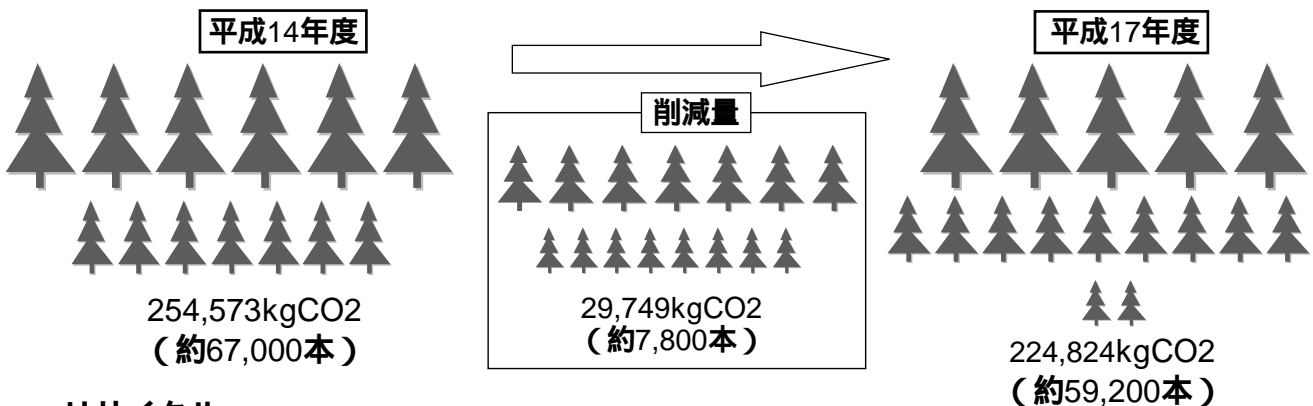 平成14年度
254,573kgCO2
（約67,000本）
削減量
29,749kgCO2
（約7,800本）
平成17年度
224,824kgCO2
（約59,200本）